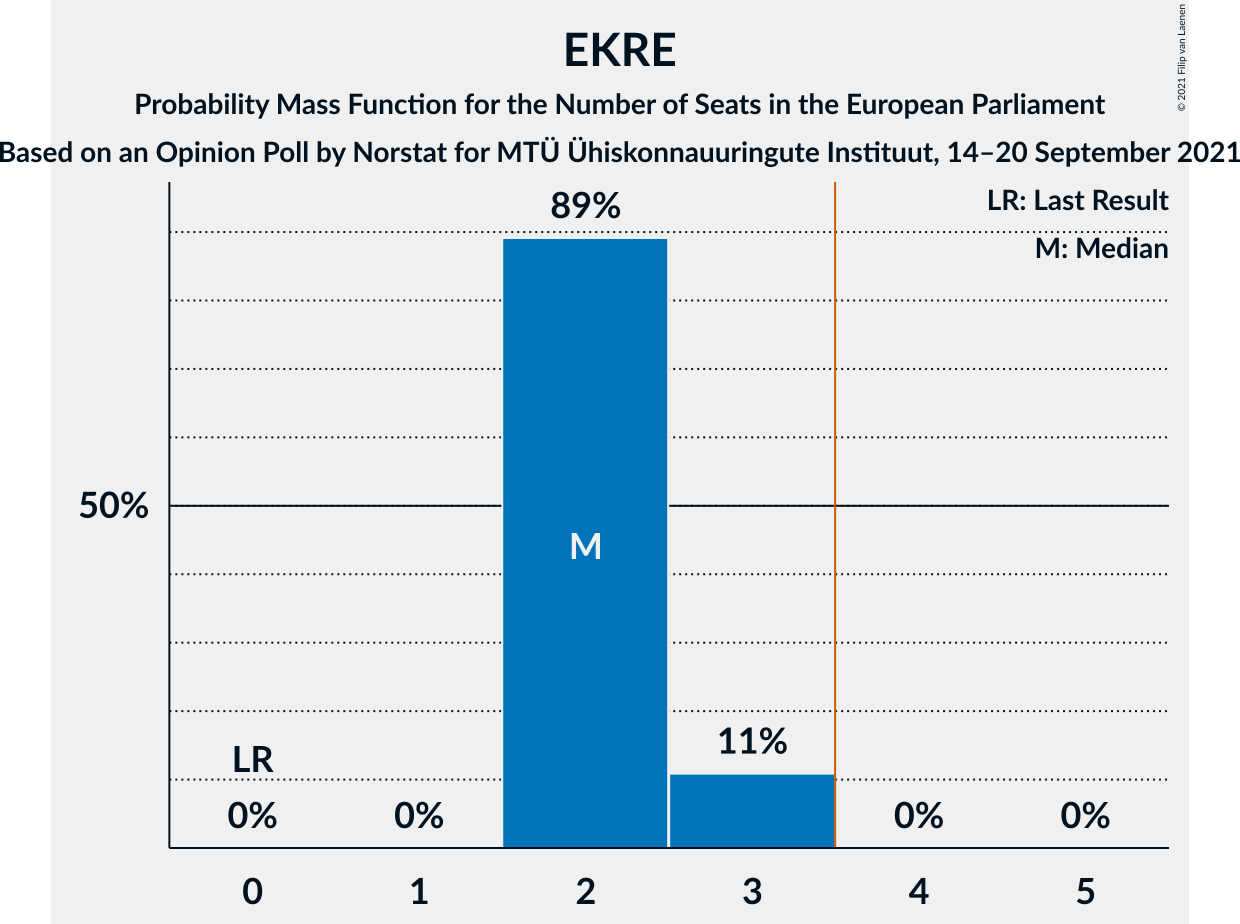 EKRE
Probability Mass Function for the Number of Seats in the European Parliament
Based on an Opinion Poll by Norstat for MTÜ Ühiskonnauuringute Instituut, 14–20 September 2021
© 2021 Filip van Laenen
LR: Last Result
M: Median
89%
50%
M
11%
LR
0%
0%
0%
0%
0
1
2
3
4
5